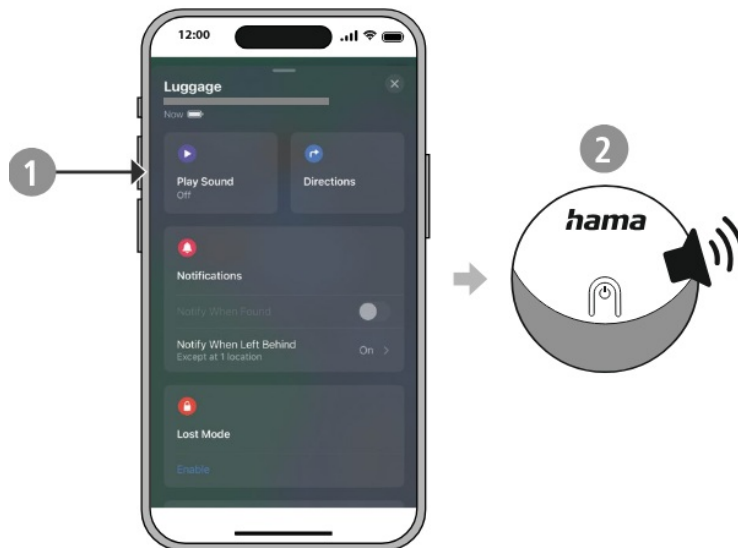 12:00
Luggage
Now
Play Sound
Off
Directions
Notifications
Notify When Found
Notify When Left Behind
On
Except at 1 location
Lost Mode
Enable
1
2
hama